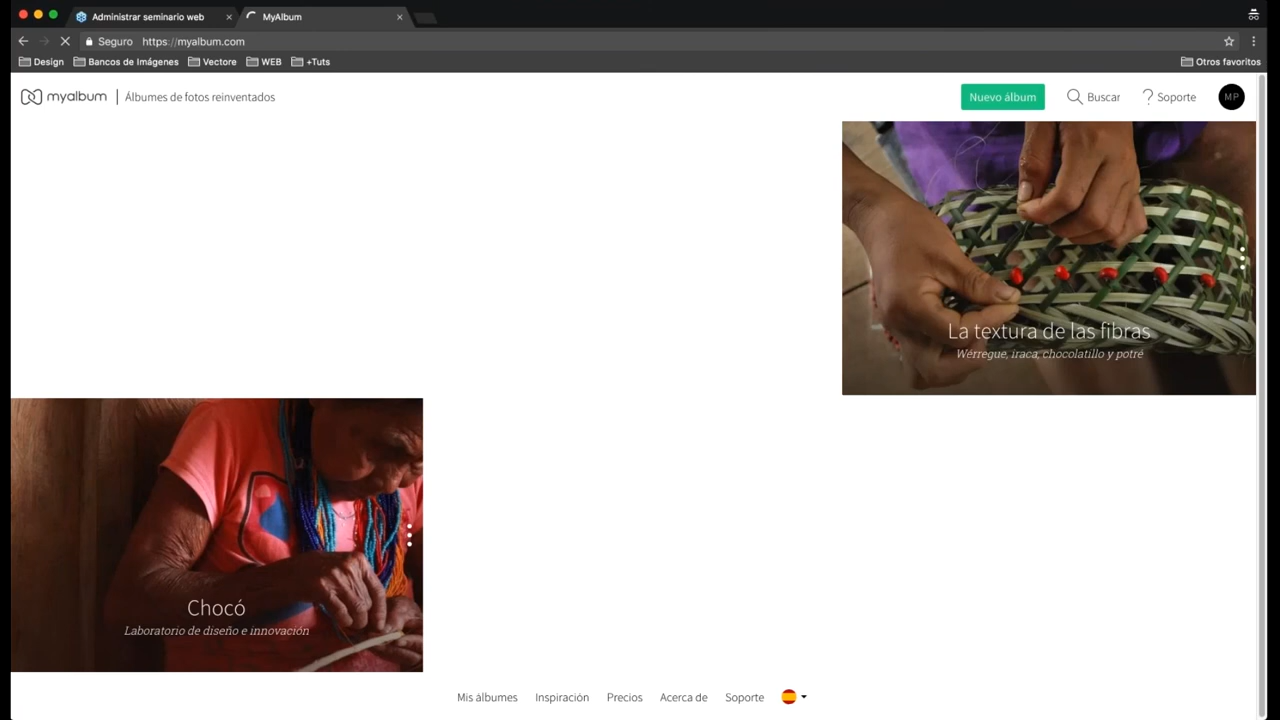 Administrar seminario web
MyAlbum
Seguro https://myalbum.com
Design Bancos de Imágenes Vectore WEB +Tuts Otros favoritos
myalbum | Álbumes de fotos reinventados
Nuevo álbum Buscar Soporte MP
La textura de las fibras
Wérregue, iraca, chocolatillo y potré
Chocó
Laboratorio de diseño e innovación
Mis álbumes Inspiración Precios Acerca de Soporte